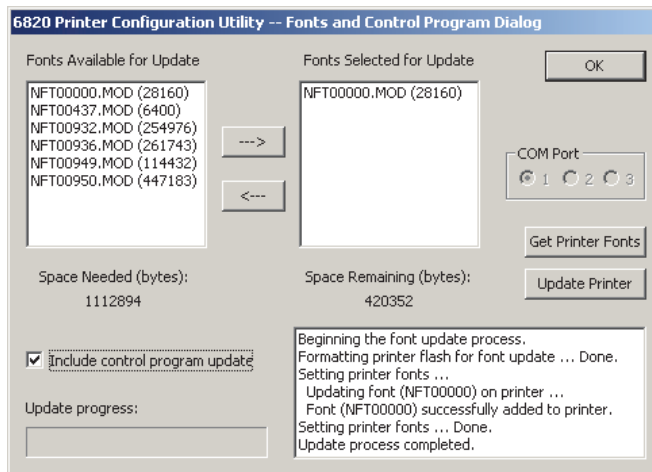 6820 Printer Configuration Utility -- Fonts and Control Program Dialog
Fonts Available for Update
NFT00000.MOD (28160)
NFT00437.MOD (6400)
NFT00932.MOD (254976)
NFT00936.MOD (261743)
NFT00949.MOD (114432)
NFT00950.MOD (447183)
--->
<---
Fonts Selected for Update
NFT00000.MOD (28160)
OK
COM Port
1 2 3
Get Printer Fonts
Update Printer
Space Needed (bytes):
1112894
Space Remaining (bytes):
420352
Include control program update
Update progress:
Beginning the font update process.
Formatting printer flash for font update ... Done.
Setting printer fonts ...
Updating font (NFT00000) on printer ...
Font (NFT00000) successfully added to printer.
Setting printer fonts ... Done.
Update process completed.